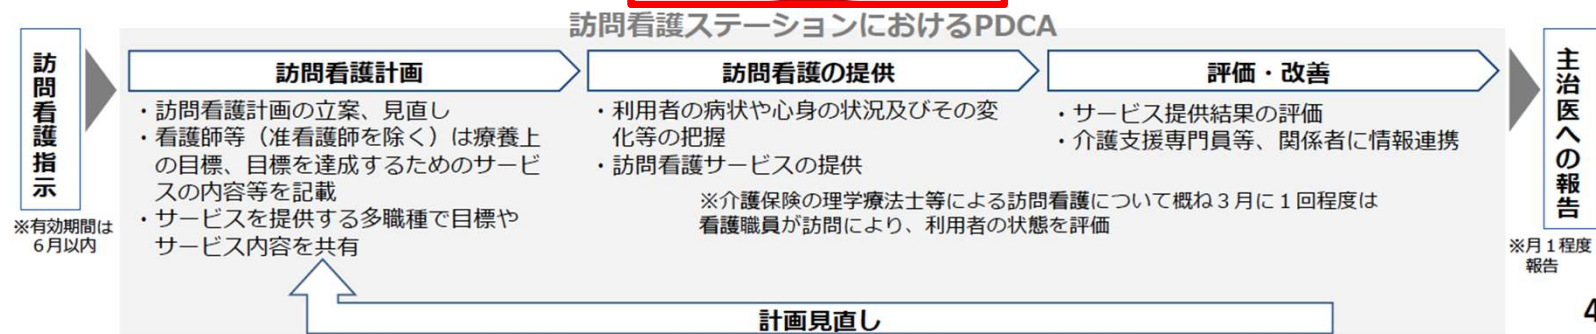 訪問看護ステーションにおけるPDCA
訪問看護指示
※有効期間は
6月以内
訪問看護計画
・訪問看護計画の立案、見直し
・看護師等（准看護師を除く）は療養上
の目標、目標を達成するためのサービ
スの内容等を記載
・サービスを提供する多職種で目標や
サービス内容を共有
訪問看護の提供
・利用者の病状や心身の状況及びその変
化等の把握
・訪問看護サービスの提供
※介護保険の理学療法士等による訪問看護について概ね３月に１回程度は
看護職員が訪問により、利用者の状態を評価
評価・改善
・サービス提供結果の評価
・介護支援専門員等、関係者に情報連携
主治医への報告
※月１程度
報告
計画見直し